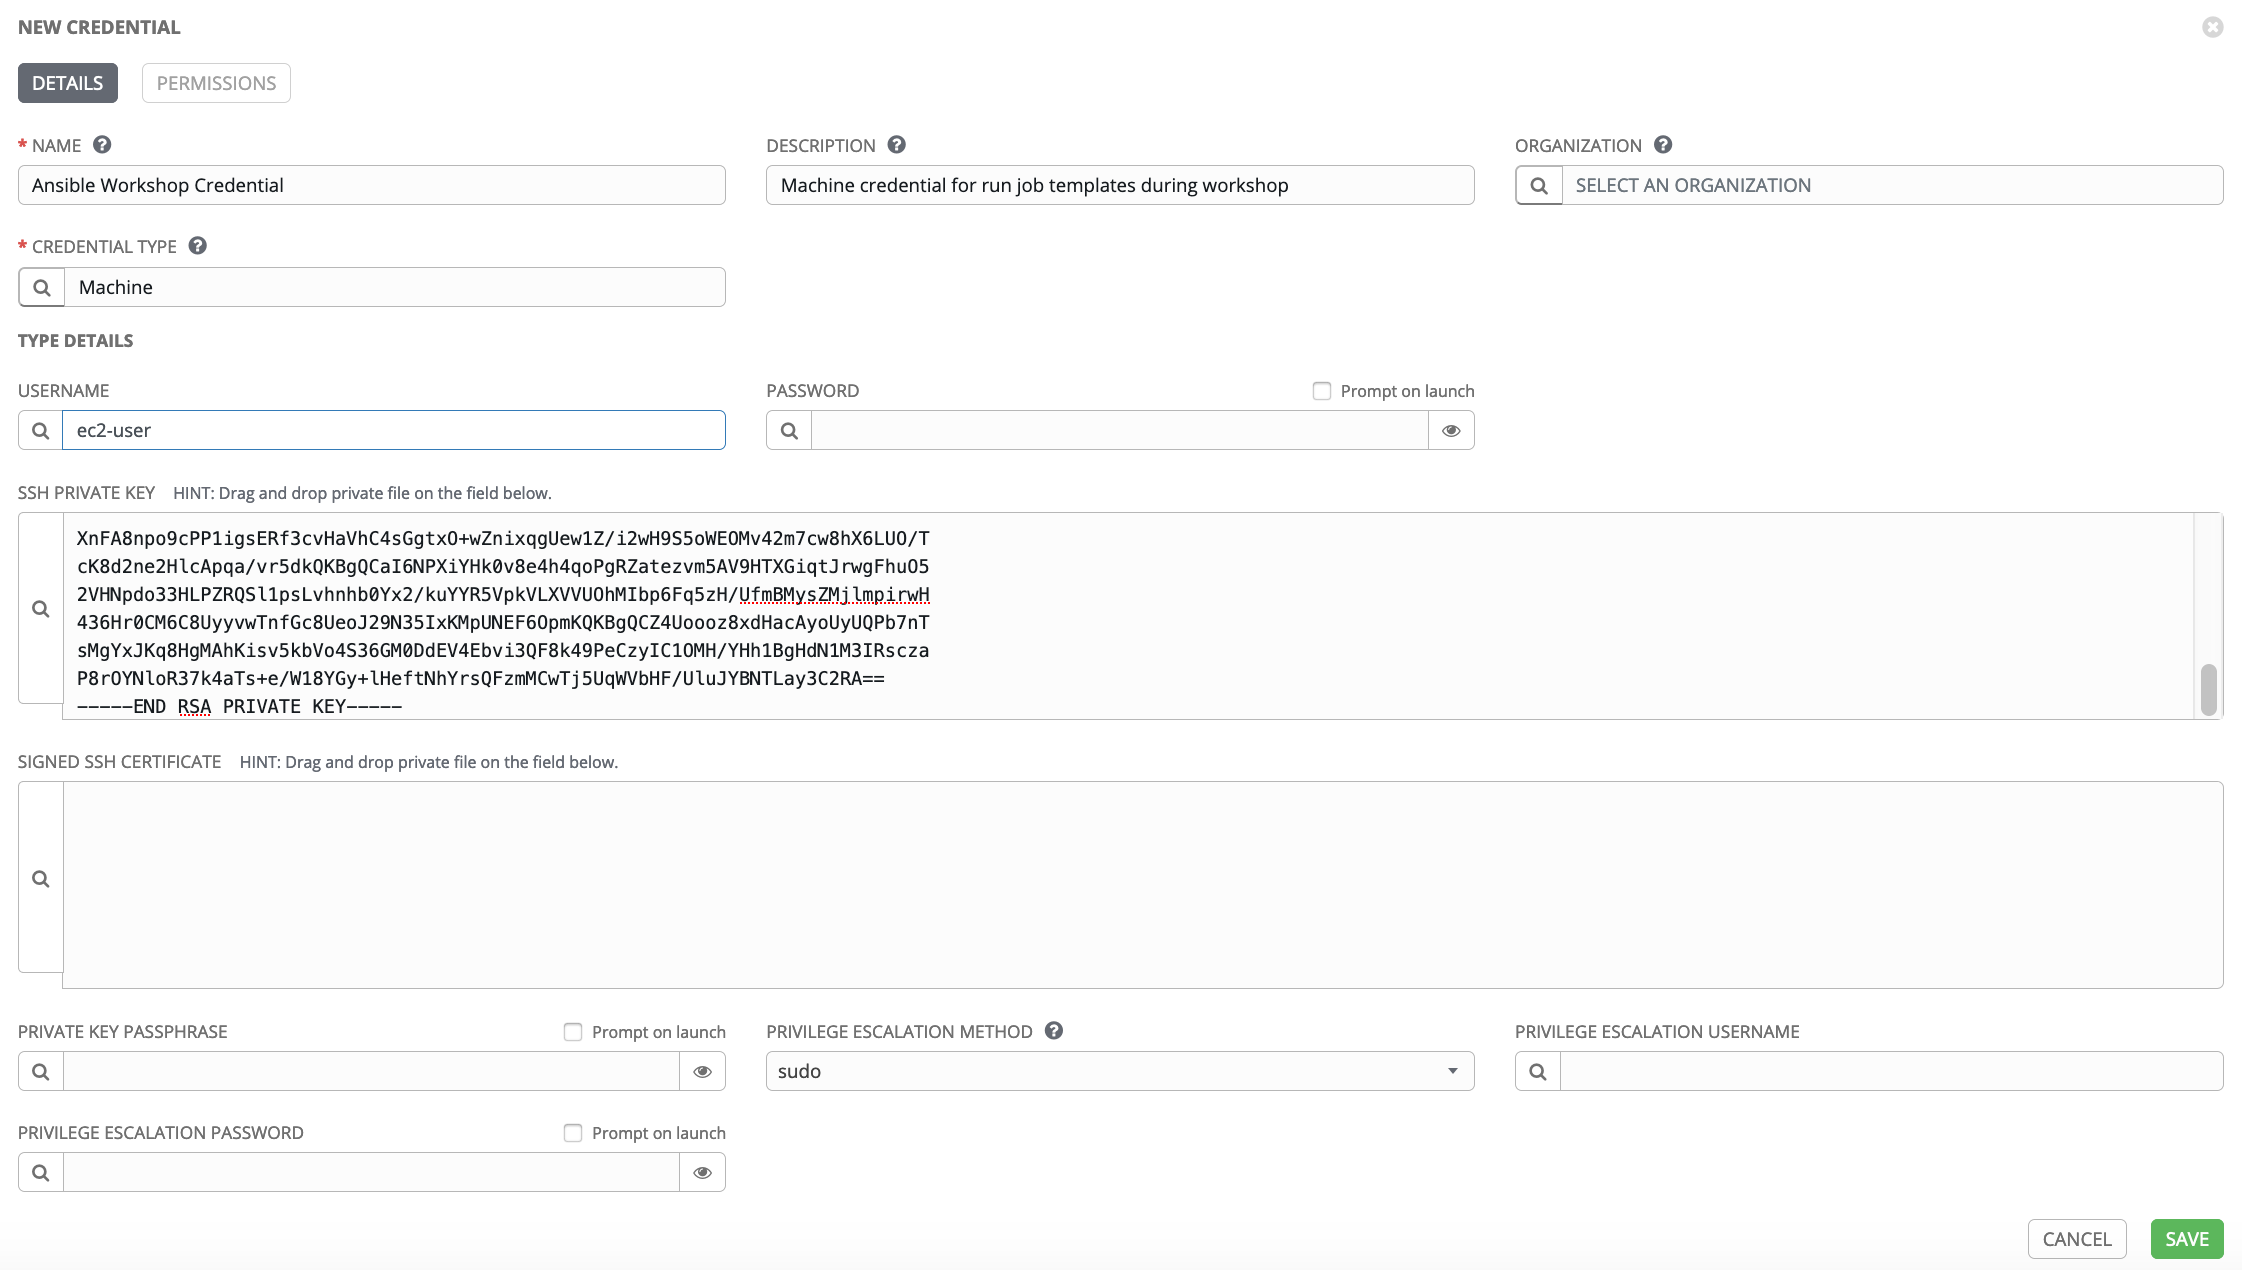 NEW CREDENTIAL
DETAILS PERMISSIONS
* NAME DESCRIPTION ORGANIZATION
Ansible Workshop Credential Machine credential for run job templates during workshop SELECT AN ORGANIZATION
* CREDENTIAL TYPE
Machine
TYPE DETAILS
USERNAME PASSWORD Prompt on launch
ec2-user
SSH PRIVATE KEY HINT: Drag and drop private file on the field below.
XnFA8npo9cPP1igsERf3cvHaVhC4sGgtxO+wZnixqgUew1Z/i2wH9S5oWEOMv42m7cw8hX6LUO/T
cK8d2ne2HlcApqa/vr5dkQKBgQCaI6NPXiYHk0v8e4h4qoPgRZatezvm5AV9HTXGiqtJrwgFhuO5
2VHNpdo33HLPZRQSl1psLvhnhb0Yx2/kuYYR5VpkVLXVVUOhMIbp6Fq5zH/UfmBMysZMjlmpirwH
436Hr0CM6C8UyyvwTnfGc8UeoJ29N35IxKMpUNEF6OpmKQKBgQCZ4Uoooz8xdHacAyoUyUQPb7nT
sMgYxJKq8HgMAhKisv5kbVo4S36GM0DdEV4Ebvi3QF8k49PeCzyIC1OMH/YHh1BgHdN1M3IRscza
P8rOYNloR37k4aTs+e/W18YGy+lHeftNhYrsQFzmMCwTj5UqWVbHF/UluJYBNTLay3C2RA==
-----END RSA PRIVATE KEY-----
SIGNED SSH CERTIFICATE HINT: Drag and drop private file on the field below.
PRIVATE KEY PASSPHRASE Prompt on launch PRIVILEGE ESCALATION METHOD PRIVILEGE ESCALATION USERNAME
sudo
PRIVILEGE ESCALATION PASSWORD Prompt on launch
CANCEL SAVE